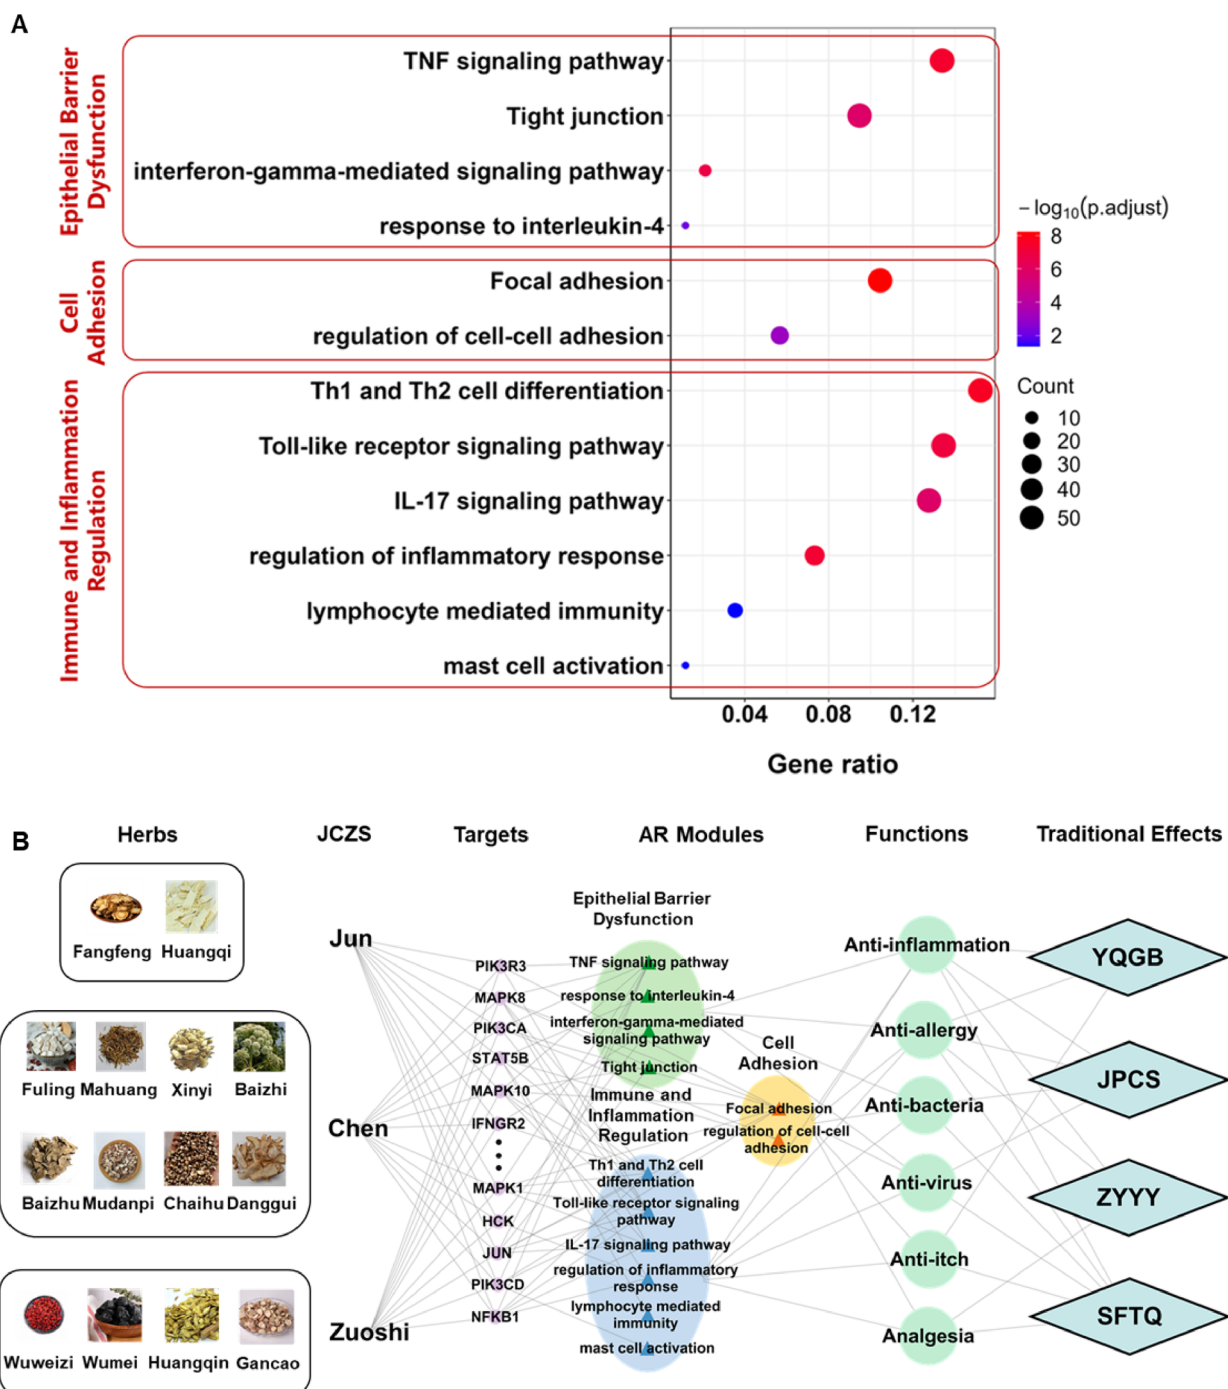 A
Epithelial Barrier
Dysfunction
TNF signaling pathway
Tight junction
interferon-gamma-mediated signaling pathway
response to interleukin-4
Cell
Adhesion
Focal adhesion
regulation of cell-cell adhesion
Immune and Inflammation
Regulation
Th1 and Th2 cell differentiation
Toll-like receptor signaling pathway
IL-17 signaling pathway
regulation of inflammatory response
lymphocyte mediated immunity
mast cell activation
0.04 0.08 0.12
Gene ratio
−log10(p.adjust)
8
6
4
2
Count
10
20
30
40
50
B
Herbs JCZS Targets AR Modules Functions Traditional Effects
Fangfeng Huangqi
Fuling Mahuang Xinyi Baizhi
Baizhu Mudanpi Chaihu Danggui
Wuweizi Wumei Huangqin Gancao
Jun
Chen
Zuoshi
PIK3R3
MAPK8
PIK3CA
STAT5B
MAPK10
IFNGR2
MAPK1
HCK
JUN
PIK3CD
NFKB1
Epithelial Barrier
Dysfunction
TNF signaling pathway
response to interleukin-4
interferon-gamma-mediated
signaling pathway
Tight junction
Immune and
Inflammation
Regulation
Th1 and Th2 cell
differentiation
Toll-like receptor signaling
pathway
IL-17 signaling pathway
regulation of inflammatory
response
lymphocyte mediated
immunity
mast cell activation
Cell
Adhesion
Focal adhesion
regulation of cell-cell
adhesion
Anti-inflammation
Anti-allergy
Anti-bacteria
Anti-virus
Anti-itch
Analgesia
YQGB
JPCS
ZYYY
SFTQ